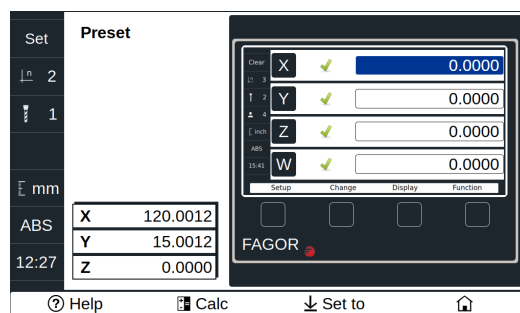 Set
Preset
n 2
1
mm
ABS
12:27
X 120.0012
Y 15.0012
Z 0.0000
Clear
n 3
2
4
inch
ABS
15:41
X 0.0000
Y 0.0000
Z 0.0000
W 0.0000
Setup Change Display Function
FAGOR
? Help Calc Set to